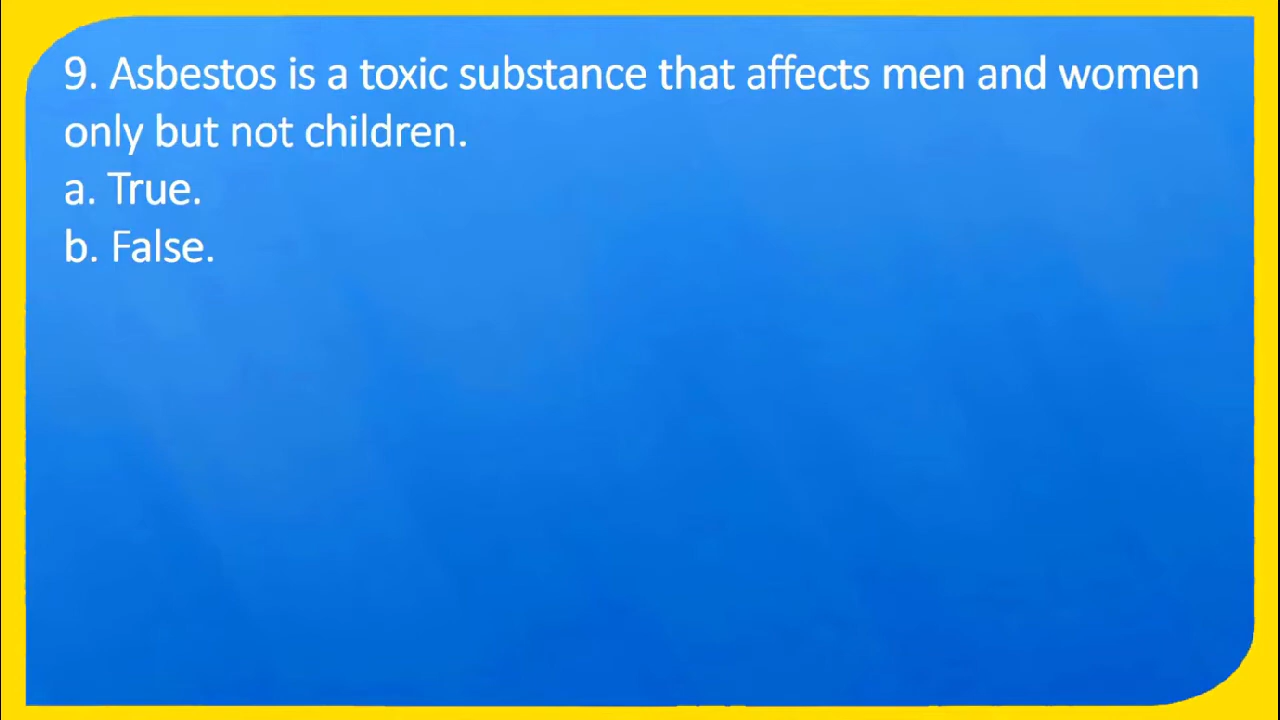 9. Asbestos is a toxic substance that affects men and women
only but not children.
a. True.
b. False.